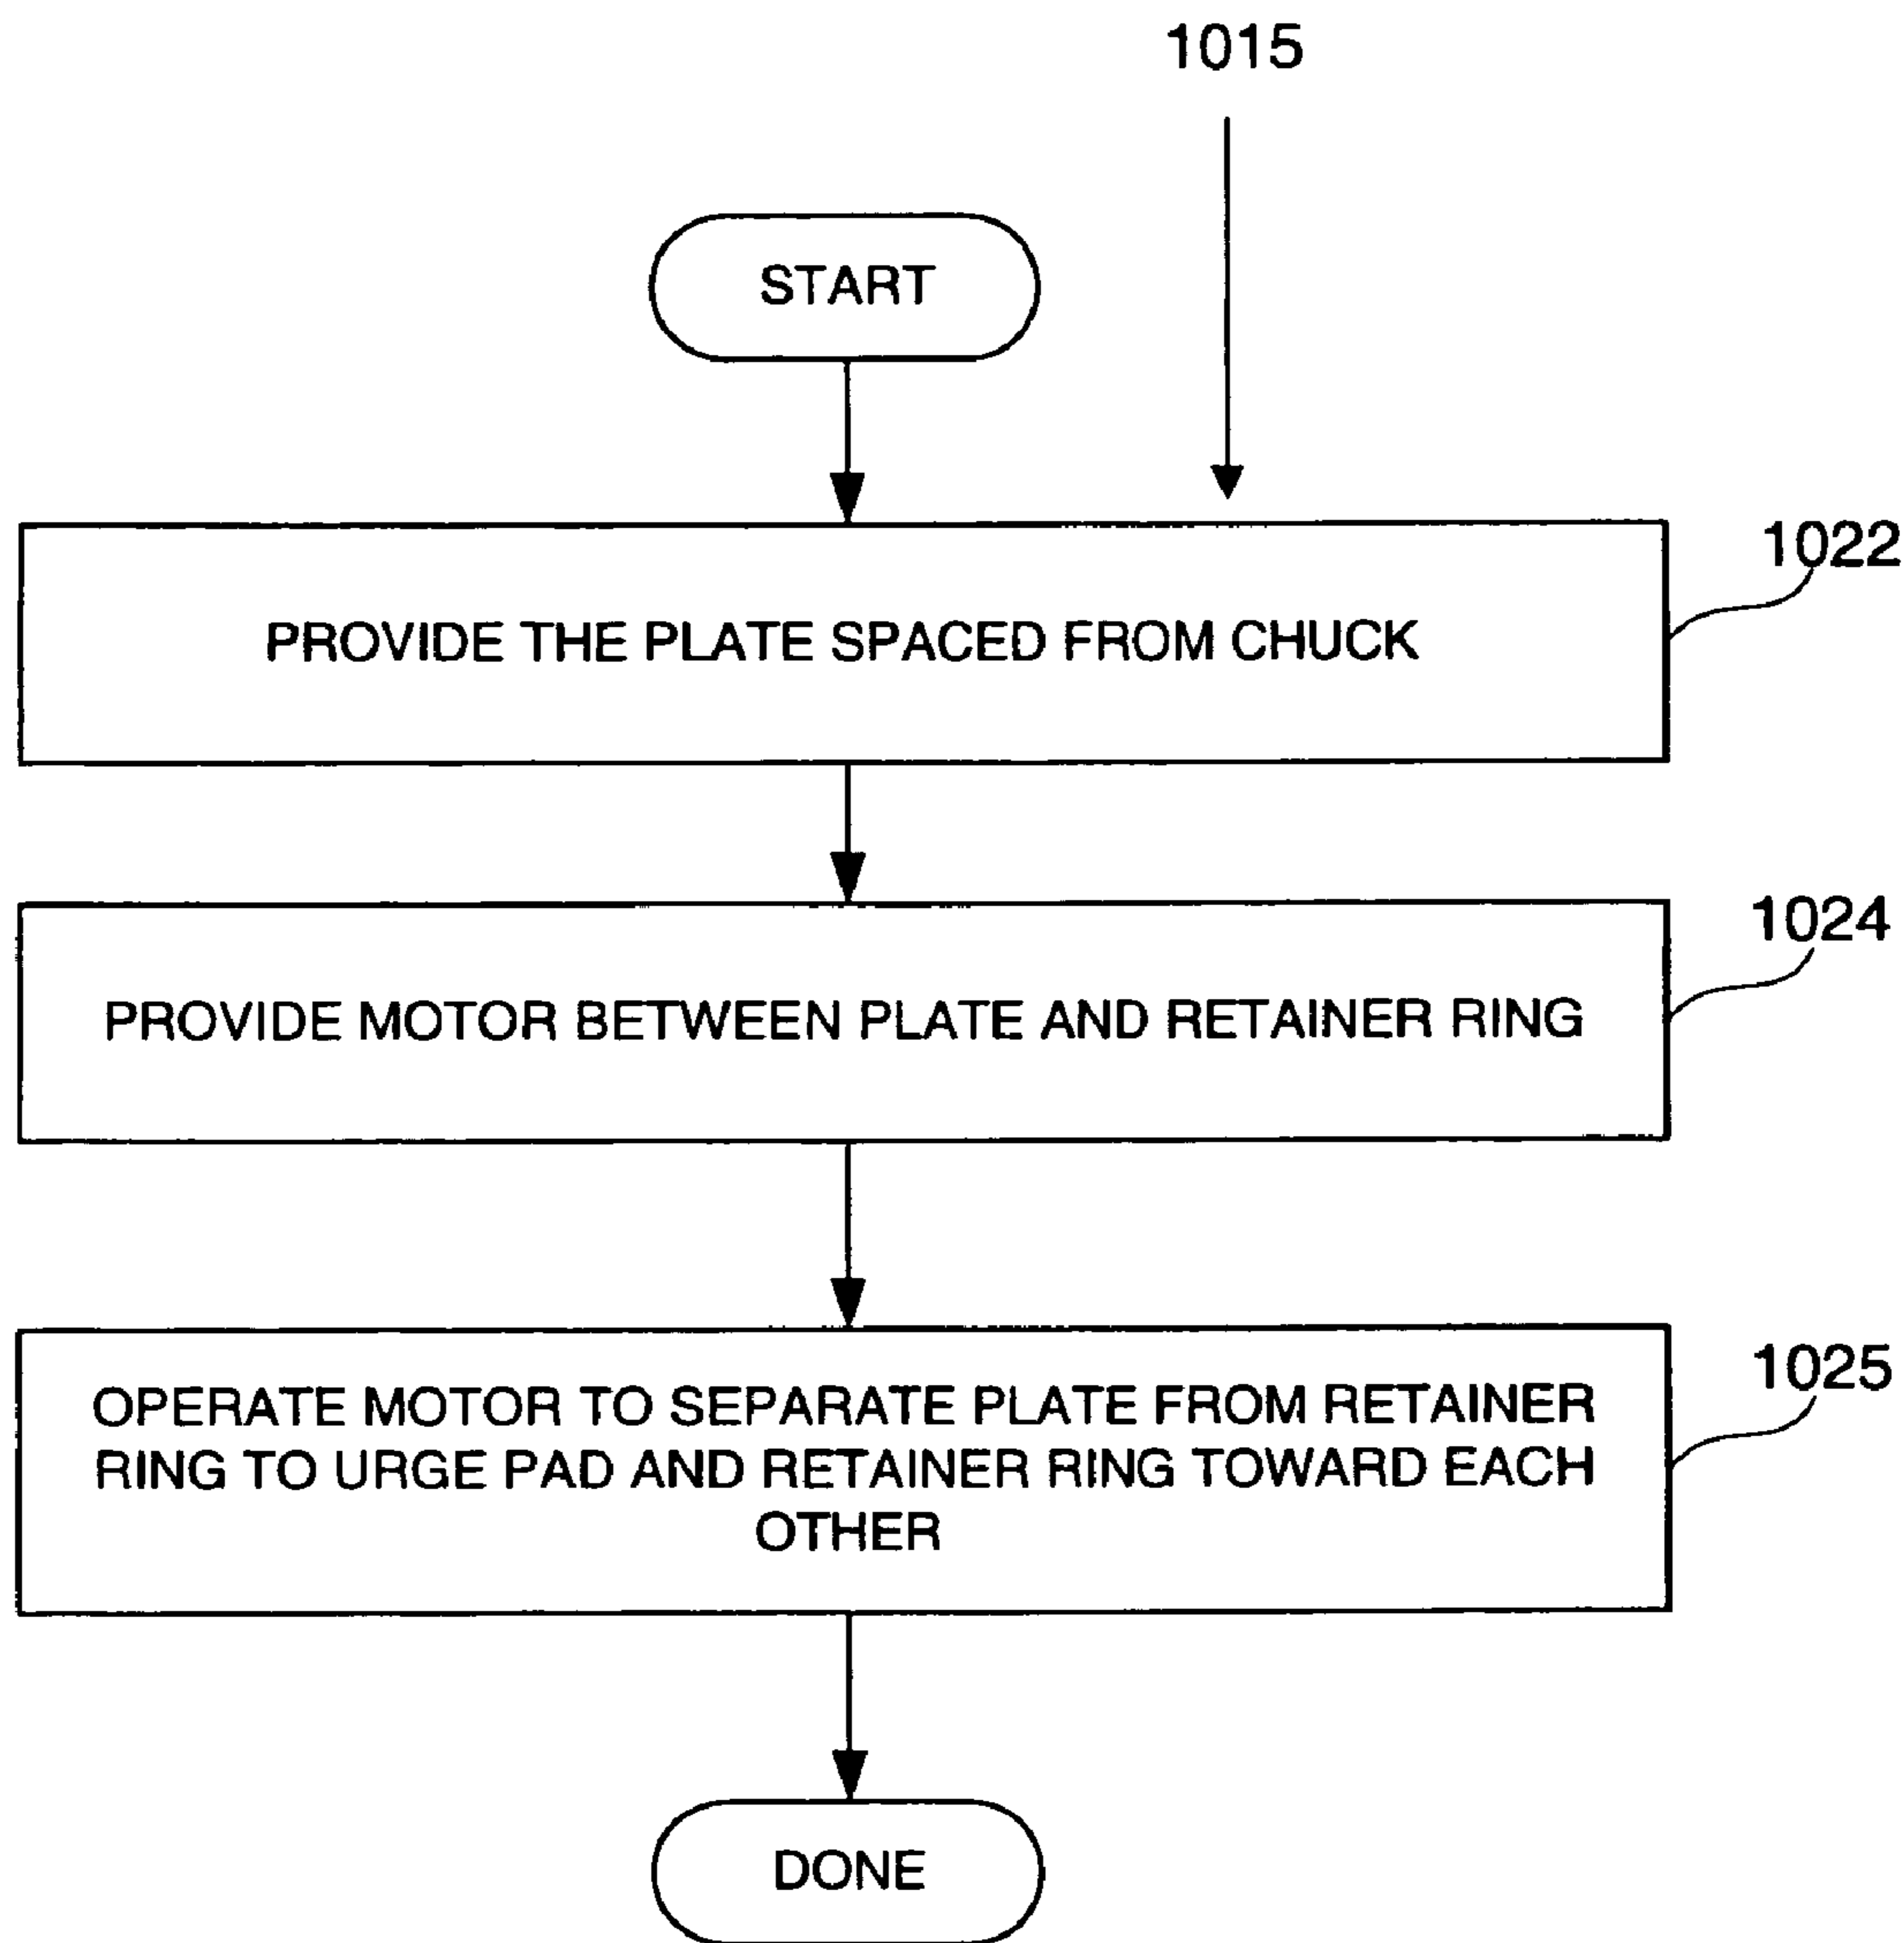 1015
START
1022
PROVIDE THE PLATE SPACED FROM CHUCK
1024
PROVIDE MOTOR BETWEEN PLATE AND RETAINER RING
1025
OPERATE MOTOR TO SEPARATE PLATE FROM RETAINER
RING TO URGE PAD AND RETAINER RING TOWARD EACH
OTHER
DONE